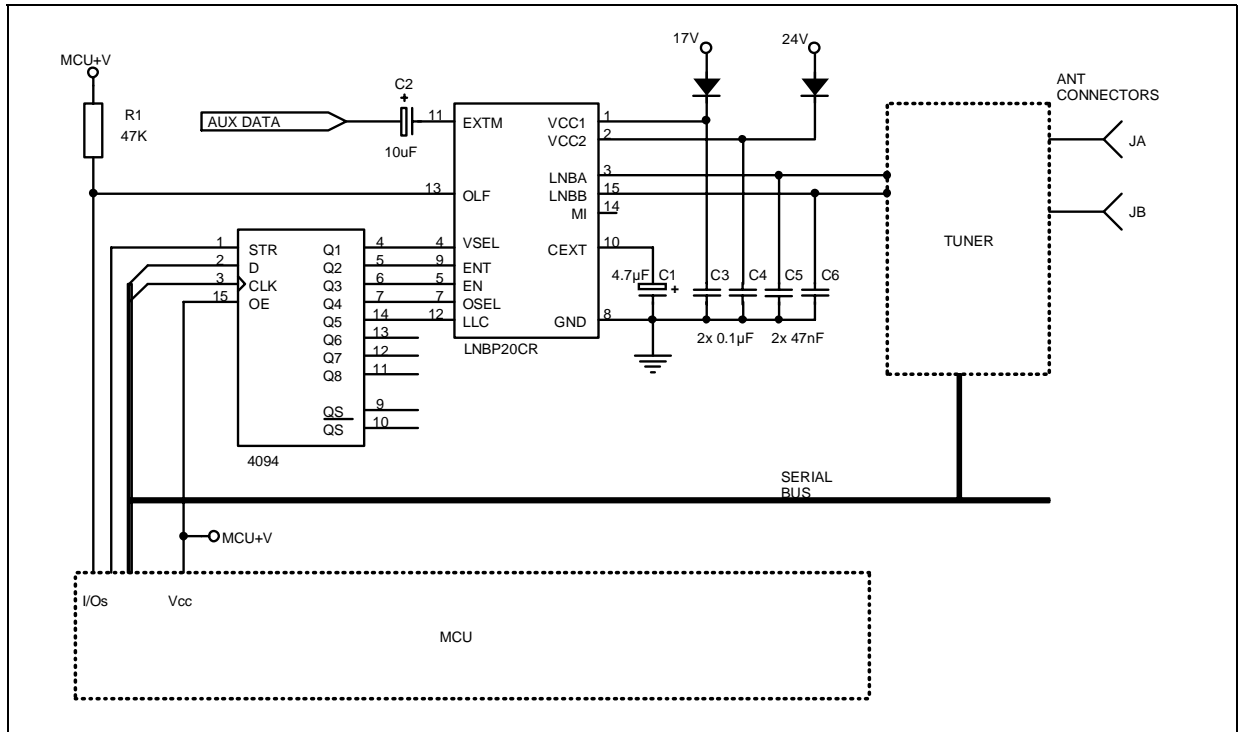 17V
24V
MCU+V
ANT
CONNECTORS
C2
+
R1
47K
AUX DATA
10uF
11
EXTM
VCC1
1
VCC2
2
JA
13
OLF
LNBA
3
LNBB
15
MI
14
JB
TUNER
1
STR
Q1
4
4
VSEL
CEXT
10
2
D
Q2
5
9
ENT
3
CLK
Q3
6
5
EN
4.7µF
C1
C3
C4
C5
C6
+
15
OE
Q4
7
7
OSEL
Q5
14
12
LLC
GND
8
Q6
13
Q7
12
Q8
11
LNBP20CR
2x 0.1µF
2x 47nF
QS
9
QS
10
4094
SERIAL
BUS
MCU+V
I/Os
Vcc
MCU